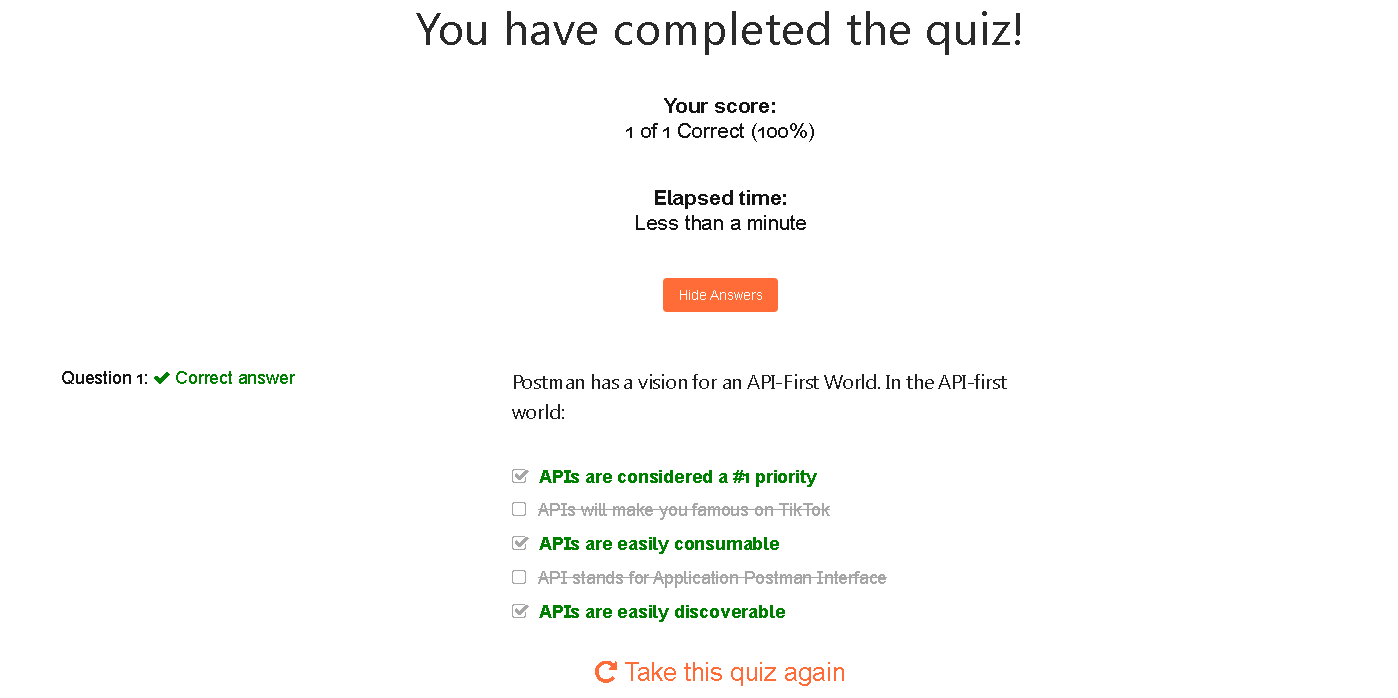 You have completed the quiz!
Your score:
1 of 1 Correct (100%)
Elapsed time:
Less than a minute
Hide Answers
Question 1: Correct answer
Postman has a vision for an API-First World. In the API-first
world:
APIs are considered a #1 priority
APIs will make you famous on TikTok
APIs are easily consumable
API stands for Application Postman Interface
APIs are easily discoverable
Take this quiz again